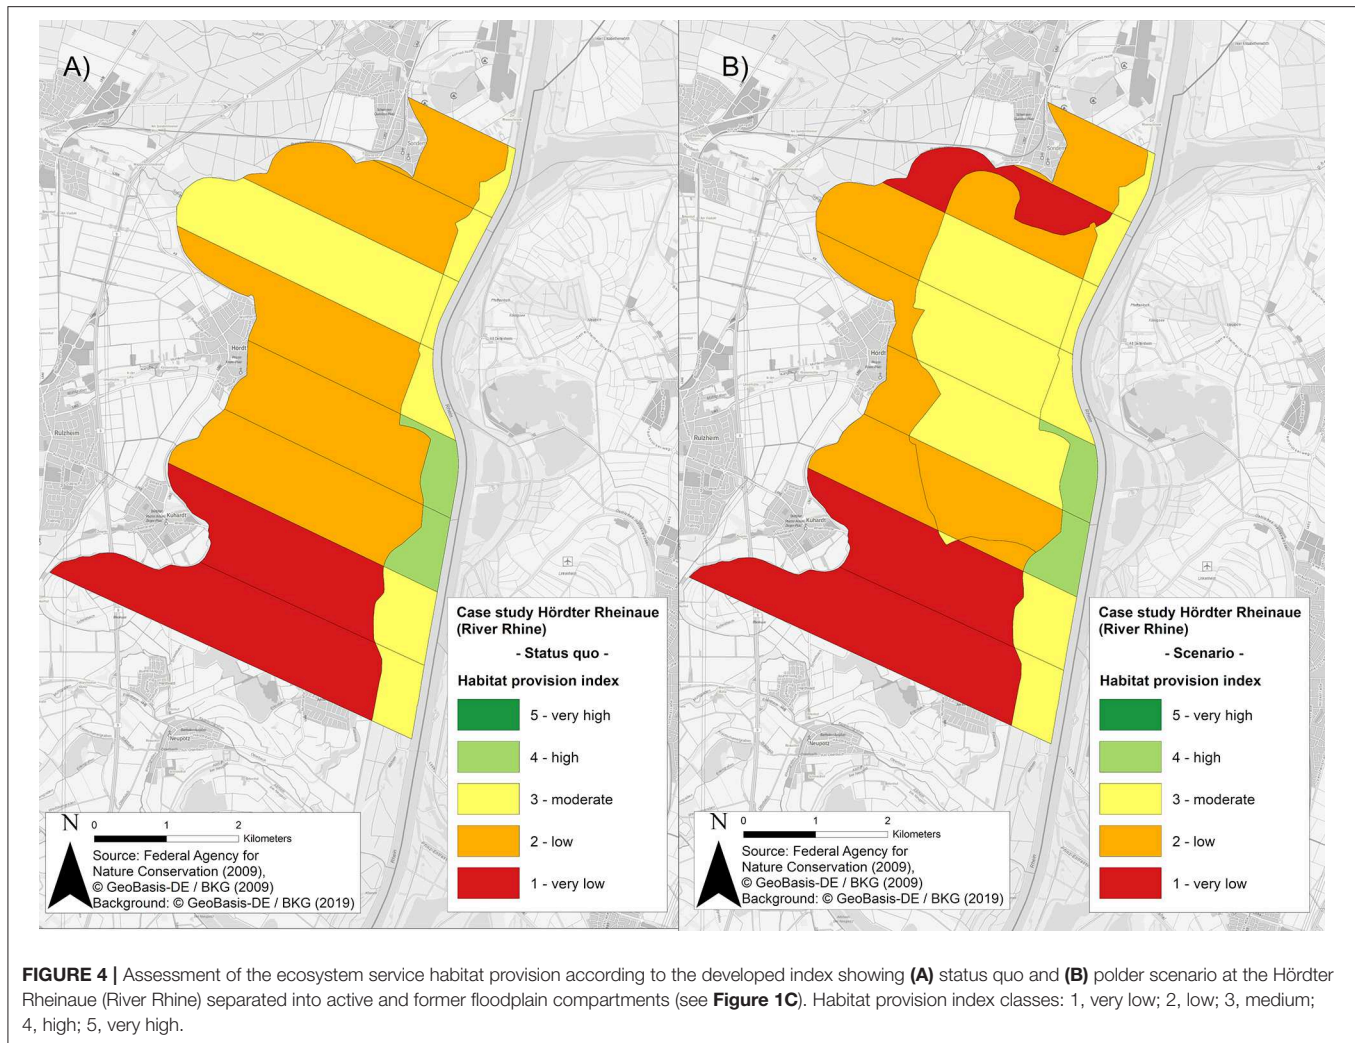 A)
Hördt
Kuhardt
Neupotz
Case study Hördter Rheinaue
(River Rhine)
- Status quo -
Habitat provision index
5 - very high
4 - high
3 - moderate
2 - low
1 - very low
N
0 1 2
Kilometers
Source: Federal Agency for
Nature Conservation (2009),
© GeoBasis-DE / BKG (2009)
Background: © GeoBasis-DE / BKG (2019)
B)
Hördt
Kuhardt
Neupotz
Case study Hördter Rheinaue
(River Rhine)
- Scenario -
Habitat provision index
5 - very high
4 - high
3 - moderate
2 - low
1 - very low
N
0 1 2
Kilometers
Source: Federal Agency for
Nature Conservation (2009),
© GeoBasis-DE / BKG (2009)
Background: © GeoBasis-DE / BKG (2019)
FIGURE 4 | Assessment of the ecosystem service habitat provision according to the developed index showing (A) status quo and (B) polder scenario at the Hördter
Rheinaue (River Rhine) separated into active and former floodplain compartments (see Figure 1C). Habitat provision index classes: 1, very low; 2, low; 3, medium;
4, high; 5, very high.